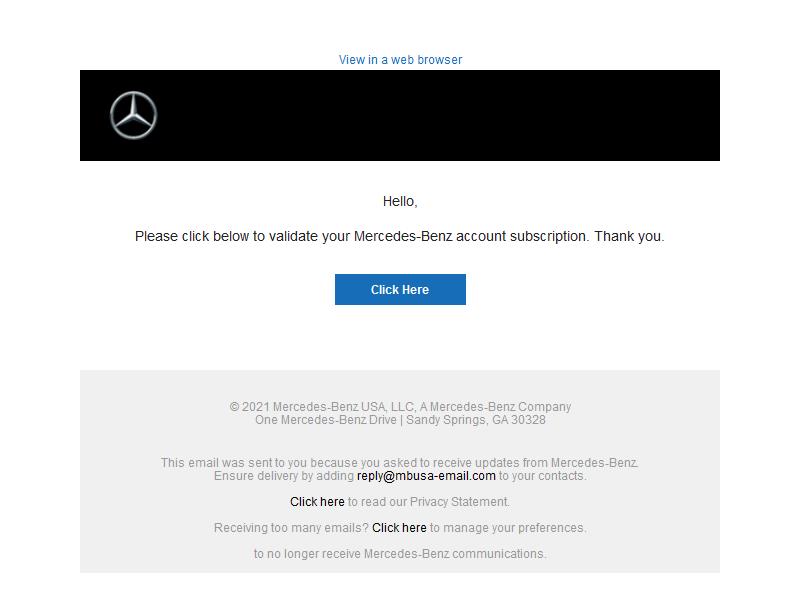 View in a web browser
Hello,
Please click below to validate your Mercedes-Benz account subscription. Thank you.
Click Here
© 2021 Mercedes-Benz USA, LLC, A Mercedes-Benz Company
One Mercedes-Benz Drive | Sandy Springs, GA 30328
This email was sent to you because you asked to receive updates from Mercedes-Benz.
Ensure delivery by adding reply@mbusa-email.com to your contacts.
Click here to read our Privacy Statement.
Receiving too many emails? Click here to manage your preferences.
to no longer receive Mercedes-Benz communications.